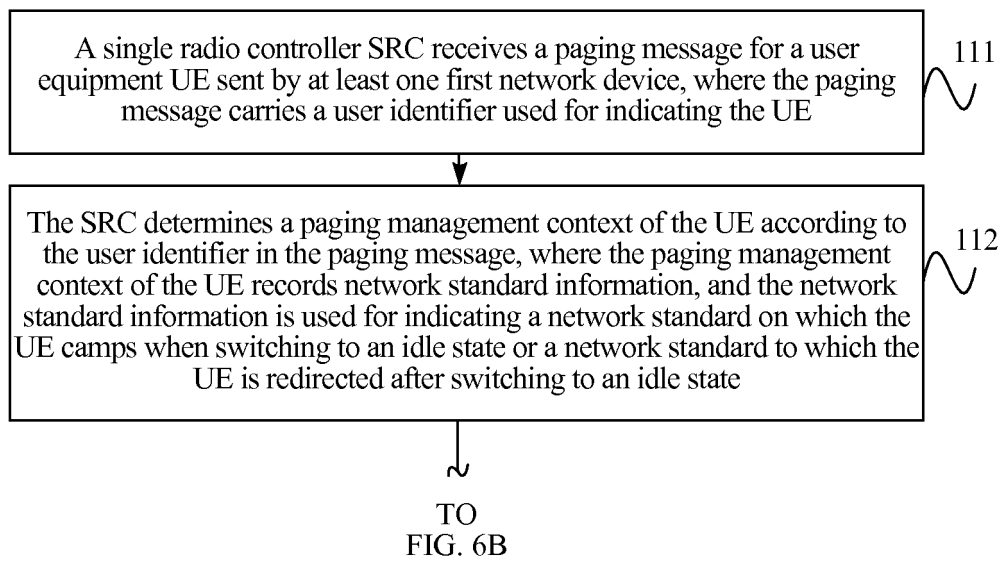 A single radio controller SRC receives a paging message for a user
equipment UE sent by at least one first network device, where the paging
message carries a user identifier used for indicating the UE
111
The SRC determines a paging management context of the UE according to
the user identifier in the paging message, where the paging management
context of the UE records network standard information, and the network
standard information is used for indicating a network standard on which the
UE camps when switching to an idle state or a network standard to which the
UE is redirected after switching to an idle state
112
TO
FIG. 6B